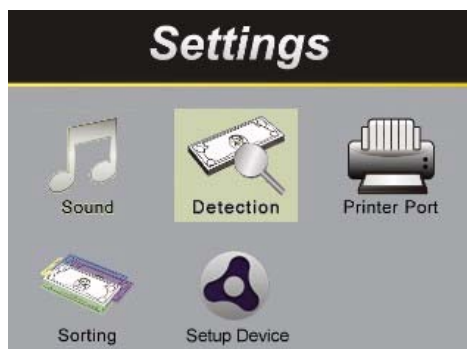 Settings
Sound
Detection
Printer Port
Sorting
Setup Device